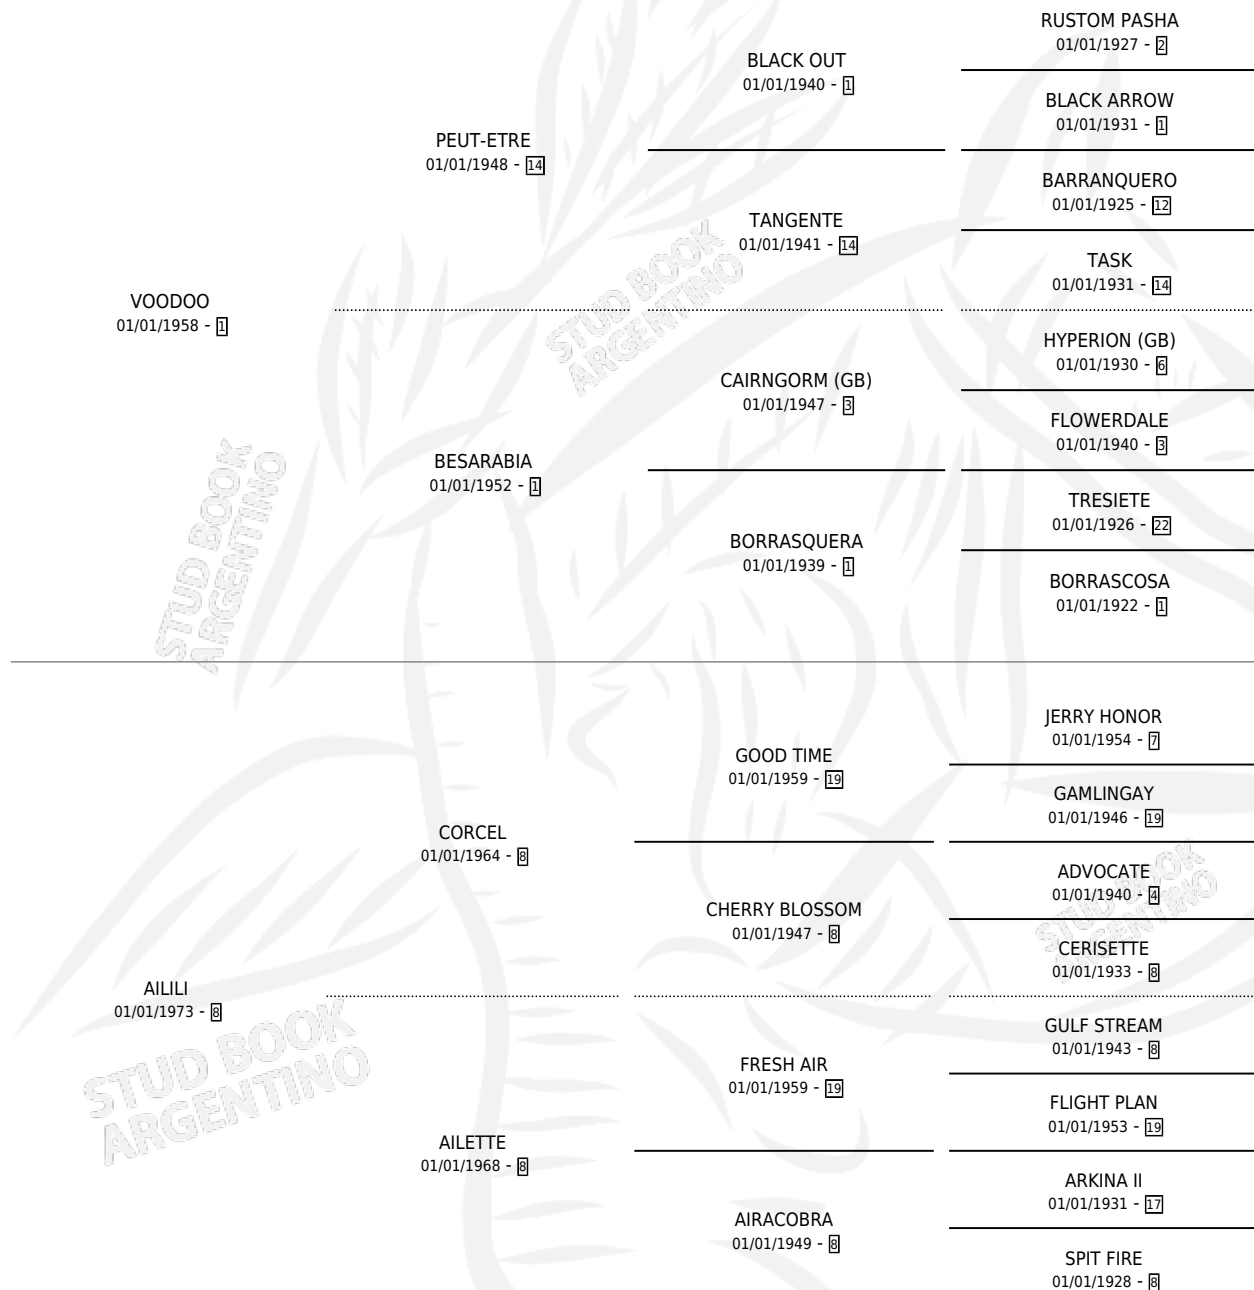 RUSTOM PASHA
01/01/1927 - 2
BLACK OUT
01/01/1940 - 1
BLACK ARROW
01/01/1931 - 1
PEUT-ETRE
01/01/1948 - 14
BARRANQUERO
01/01/1925 - 12
TANGENTE
01/01/1941 - 14
TASK
01/01/1931 - 14
VOODOO
01/01/1958 - 1
HYPERION (GB)
01/01/1930 - 6
CAIRNGORM (GB)
01/01/1947 - 3
FLOWERDALE
01/01/1940 - 3
BESARABIA
01/01/1952 - 1
TRESIETE
01/01/1926 - 22
BORRASQUERA
01/01/1939 - 1
BORRASCOSA
01/01/1922 - 1
STUD BOOK
ARGENTINO
STUD BOOK
ARGENTINO
JERRY HONOR
01/01/1954 - 7
GOOD TIME
01/01/1959 - 19
GAMLINGAY
01/01/1946 - 19
CORCEL
01/01/1964 - 8
ADVOCATE
01/01/1940 - 4
CHERRY BLOSSOM
01/01/1947 - 8
CERISETTE
01/01/1933 - 8
AILILI
01/01/1973 - 8
GULF STREAM
01/01/1943 - 8
FRESH AIR
01/01/1959 - 19
FLIGHT PLAN
01/01/1953 - 19
AILETTE
01/01/1968 - 8
ARKINA II
01/01/1931 - 17
AIRACOBRA
01/01/1949 - 8
SPIT FIRE
01/01/1928 - 8
STUD BOOK
ARGENTINO
STUD BOOK
ARGENTINO